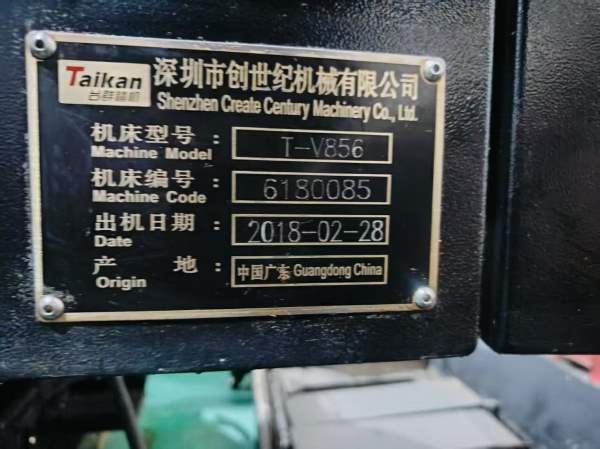 Taikan
台群精机
深圳市创世纪机械有限公司
Shenzhen Create Century Machinery Co., Ltd.
机床型号：
Machine Model
T-V856
机床编号：
Machine Code
6180085
出机日期：
Date
2018-02-28
产地：
Origin
中国广东 Guangdong China